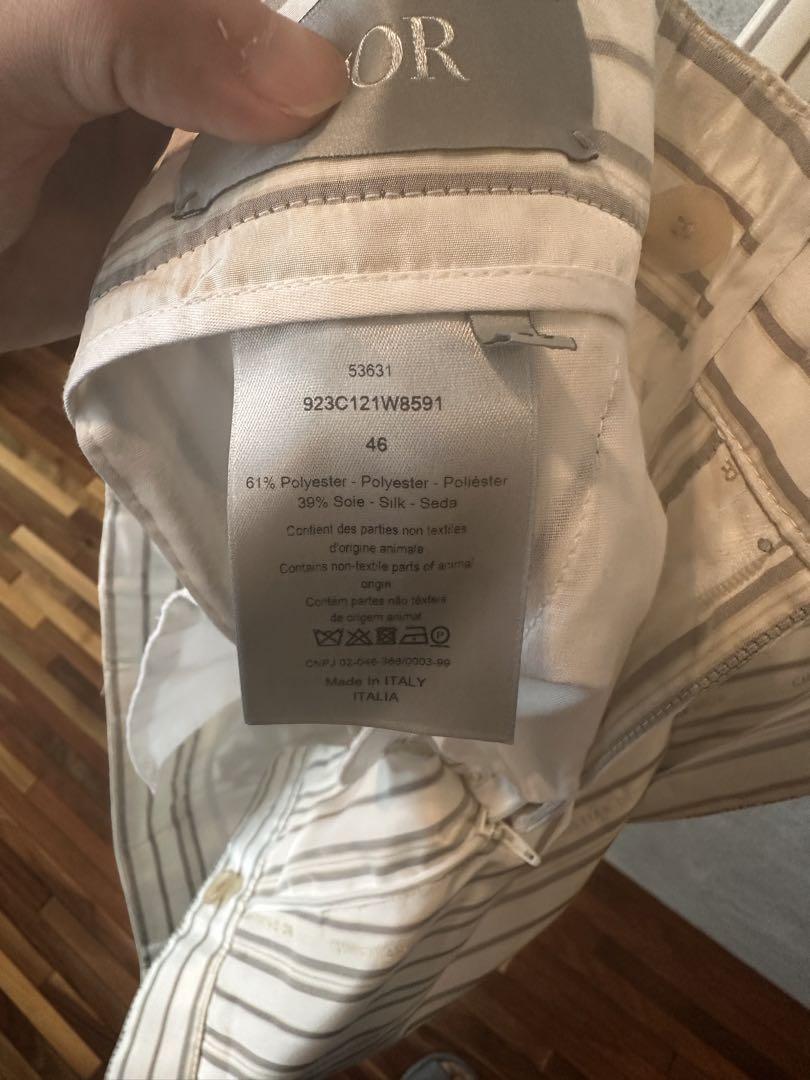 OR
53631
923C121W8591
46
61% Polyester - Polyester - Poliéster
39% Soie - Silk - Seda
Contient des parties non textiles
d'origine animale
Contains non-textile parts of animal
origin
Contém partes não têxteis
de origem animal
CNPJ 02-046-368/0003-99
Made in ITALY
ITALIA